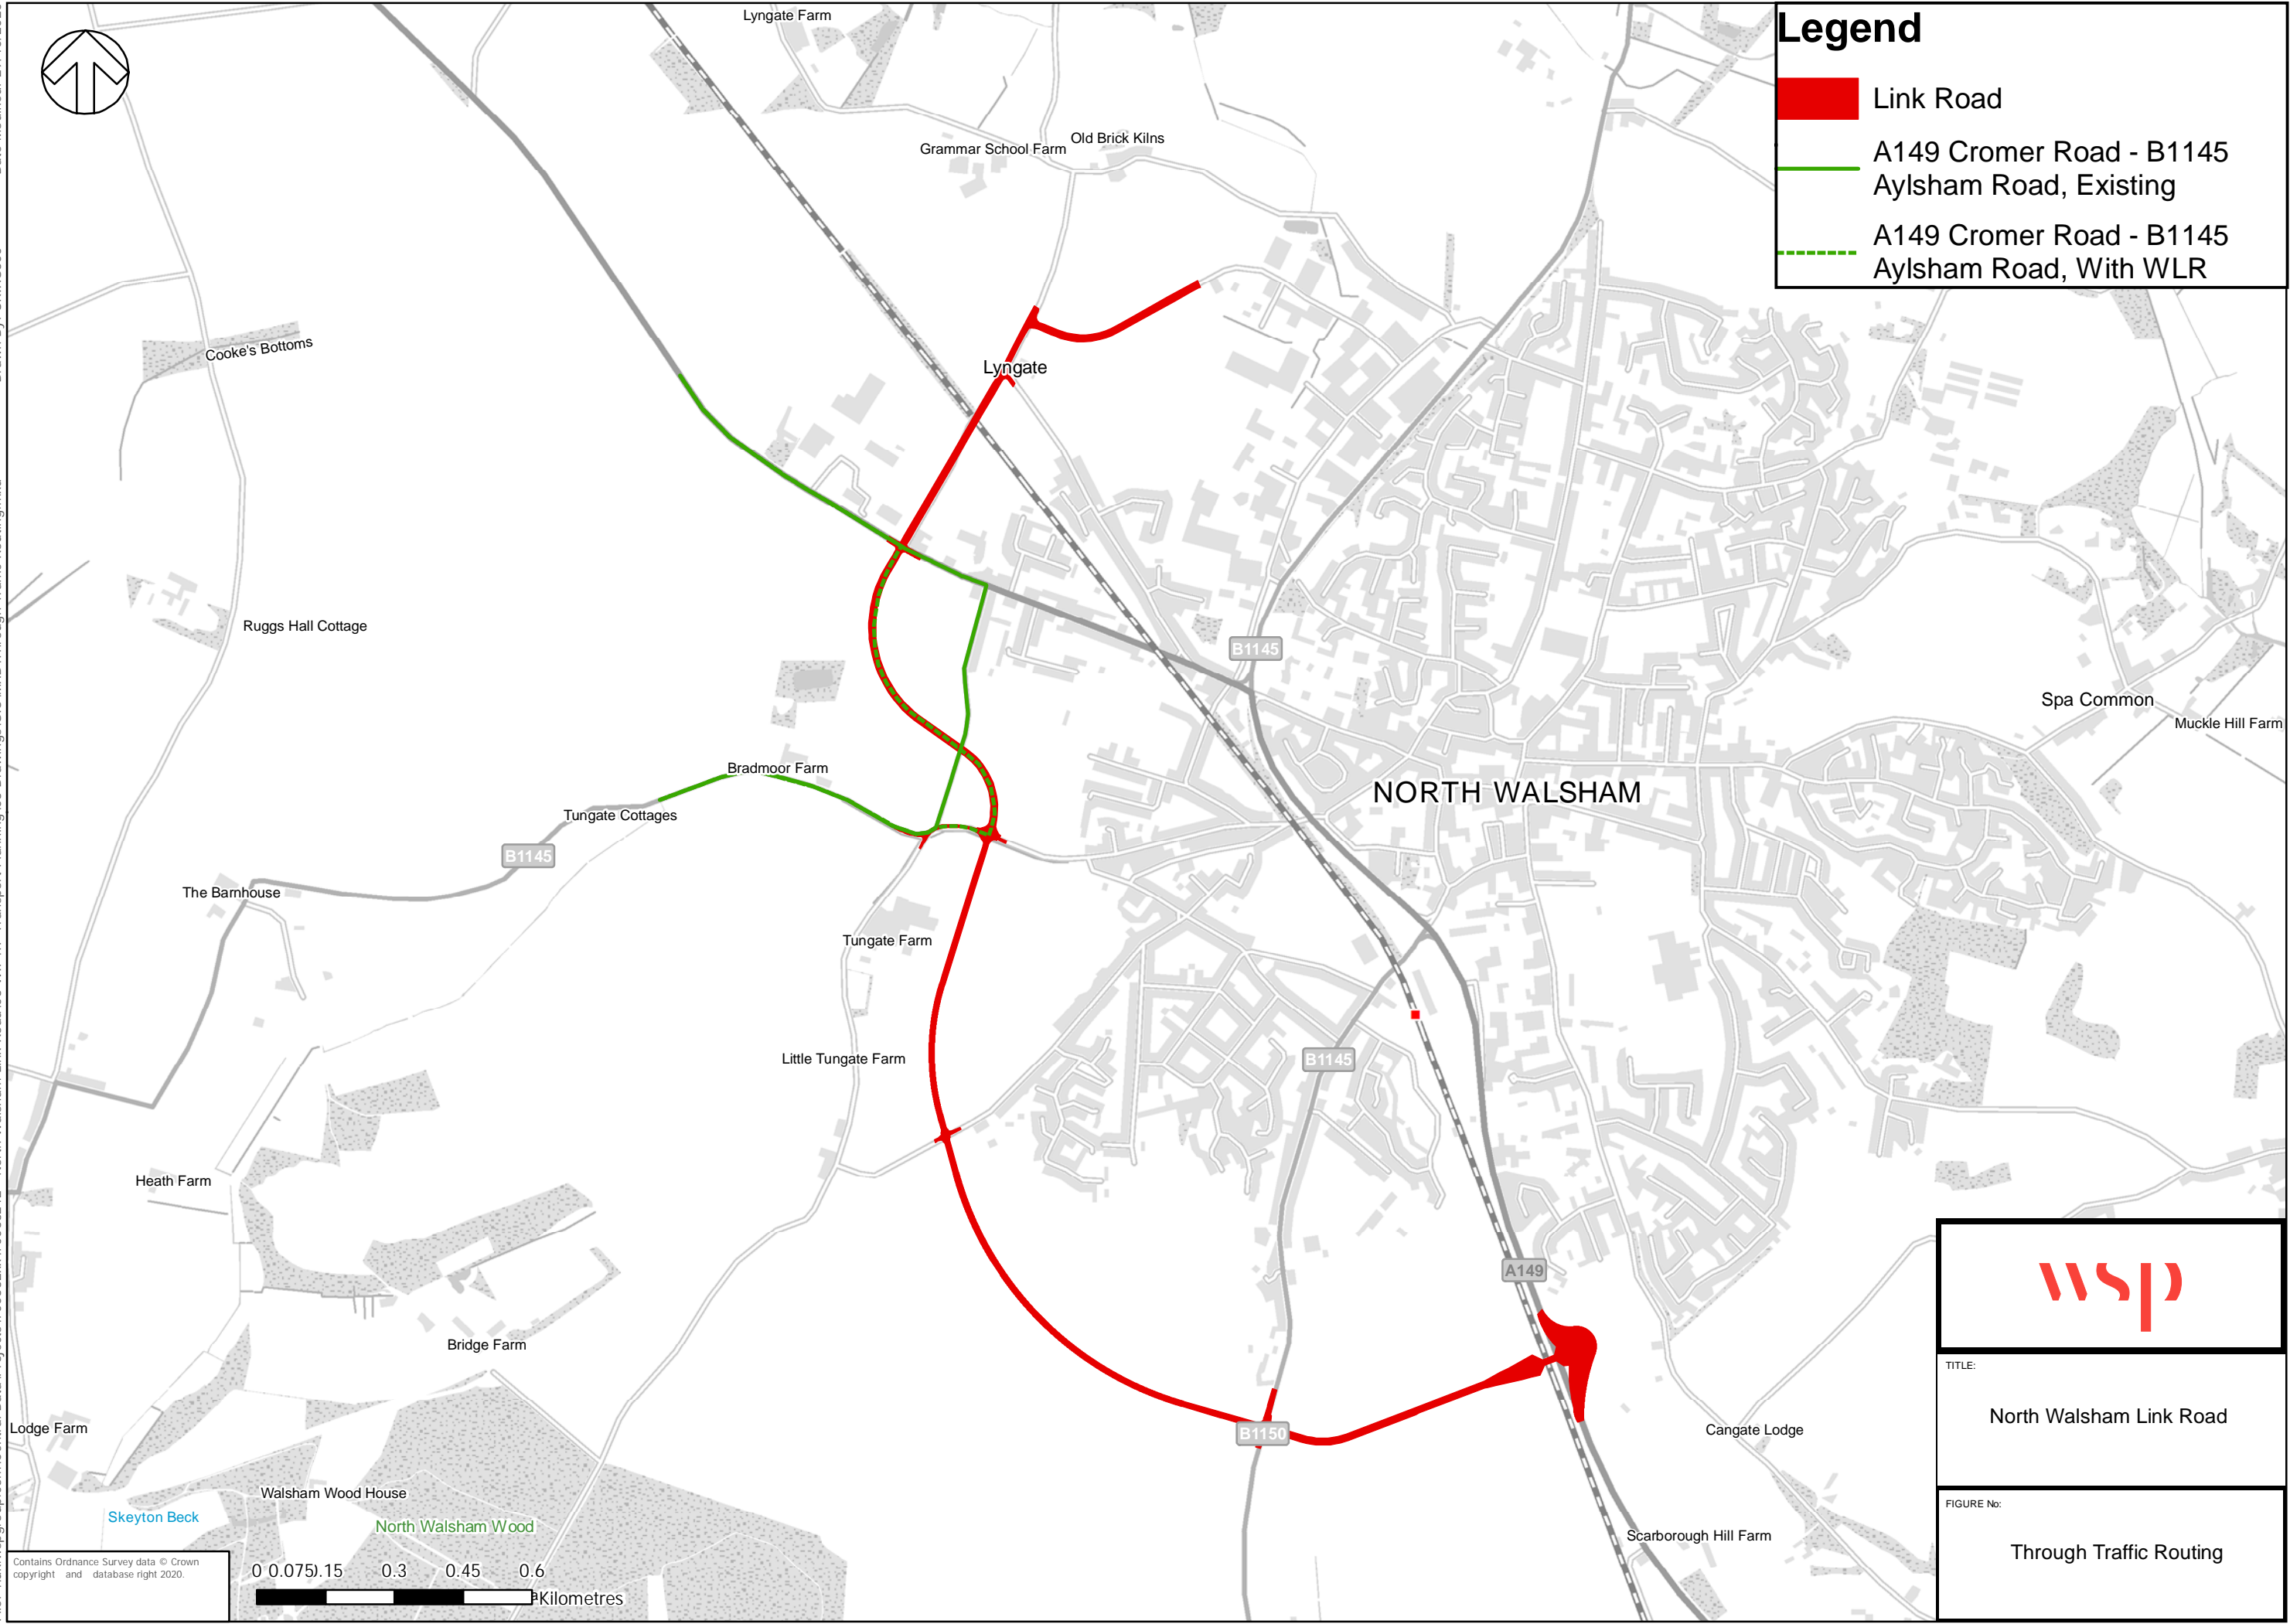 Lyngate Farm
Legend
Link Road
A149 Cromer Road - B1145
Aylsham Road, Existing
A149 Cromer Road - B1145
Aylsham Road, With WLR
Old Brick Kilns
Grammar School Farm
Cooke's Bottoms
Lyngate
Ruggs Hall Cottage
B1145
Spa Common
Muckle Hill Farm
Bradmoor Farm
NORTH WALSHAM
Tungate Cottages
B1145
The Barnhouse
Tungate Farm
Little Tungate Farm
B1145
Heath Farm
A149
wsp
Bridge Farm
TITLE:
North Walsham Link Road
Lodge Farm
B1150
Cangate Lodge
Walsham Wood House
Skeyton Beck
North Walsham Wood
FIGURE No:
Through Traffic Routing
Scarborough Hill Farm
Contains Ordnance Survey data © Crown
copyright and database right 2020.
0 0.075 0.15 0.3 0.45 0.6
Kilometres